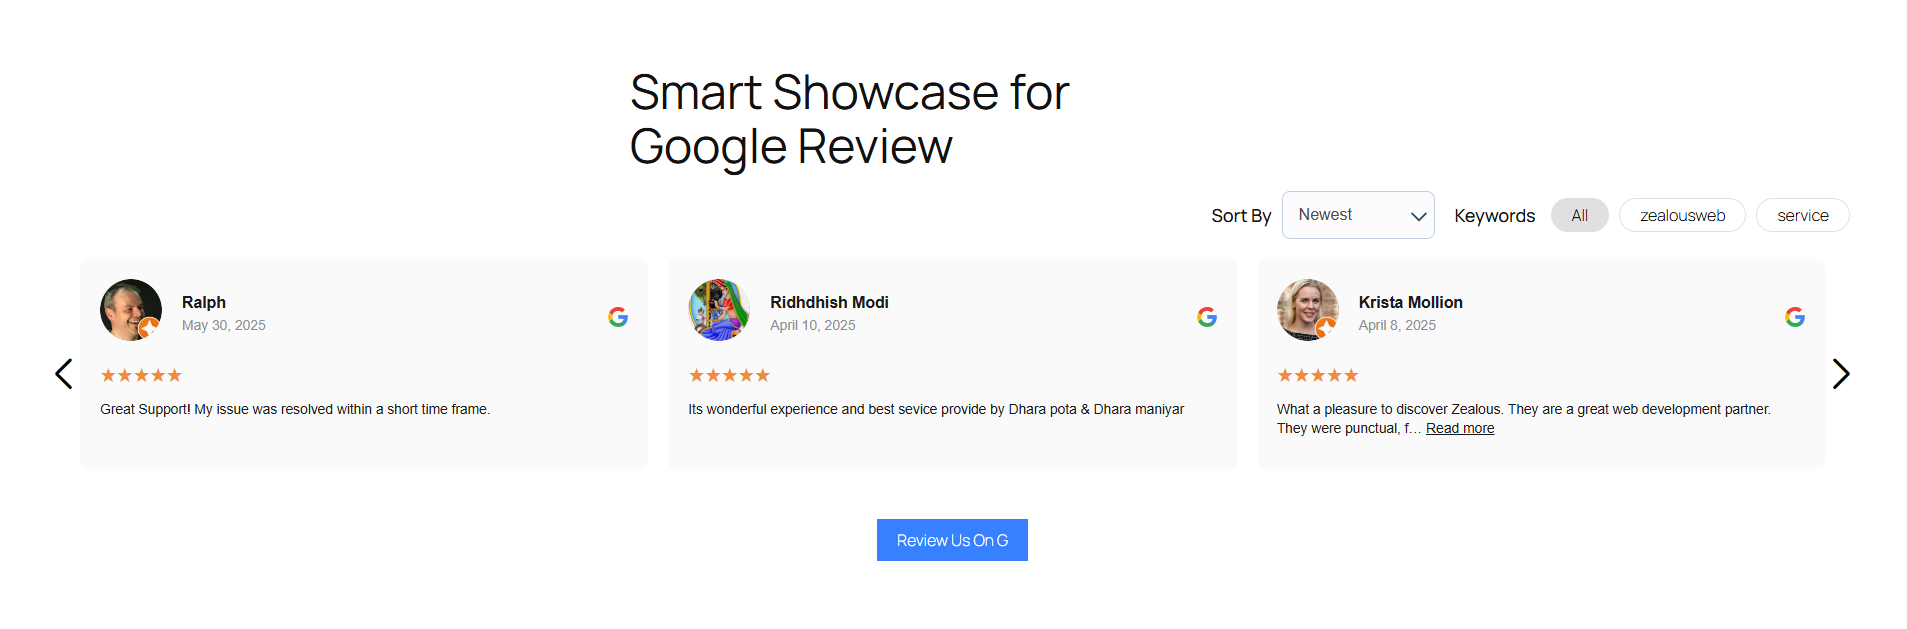 Smart Showcase for
Google Review
Sort By Newest Keywords All zealousweb service
Ralph
May 30, 2025
★★★★★
Great Support! My issue was resolved within a short time frame.
Ridhdhish Modi
April 10, 2025
★★★★★
Its wonderful experience and best sevice provide by Dhara pota & Dhara maniyar
Krista Mollion
April 8, 2025
★★★★★
What a pleasure to discover Zealous. They are a great web development partner.
They were punctual, f... Read more
Review Us On G